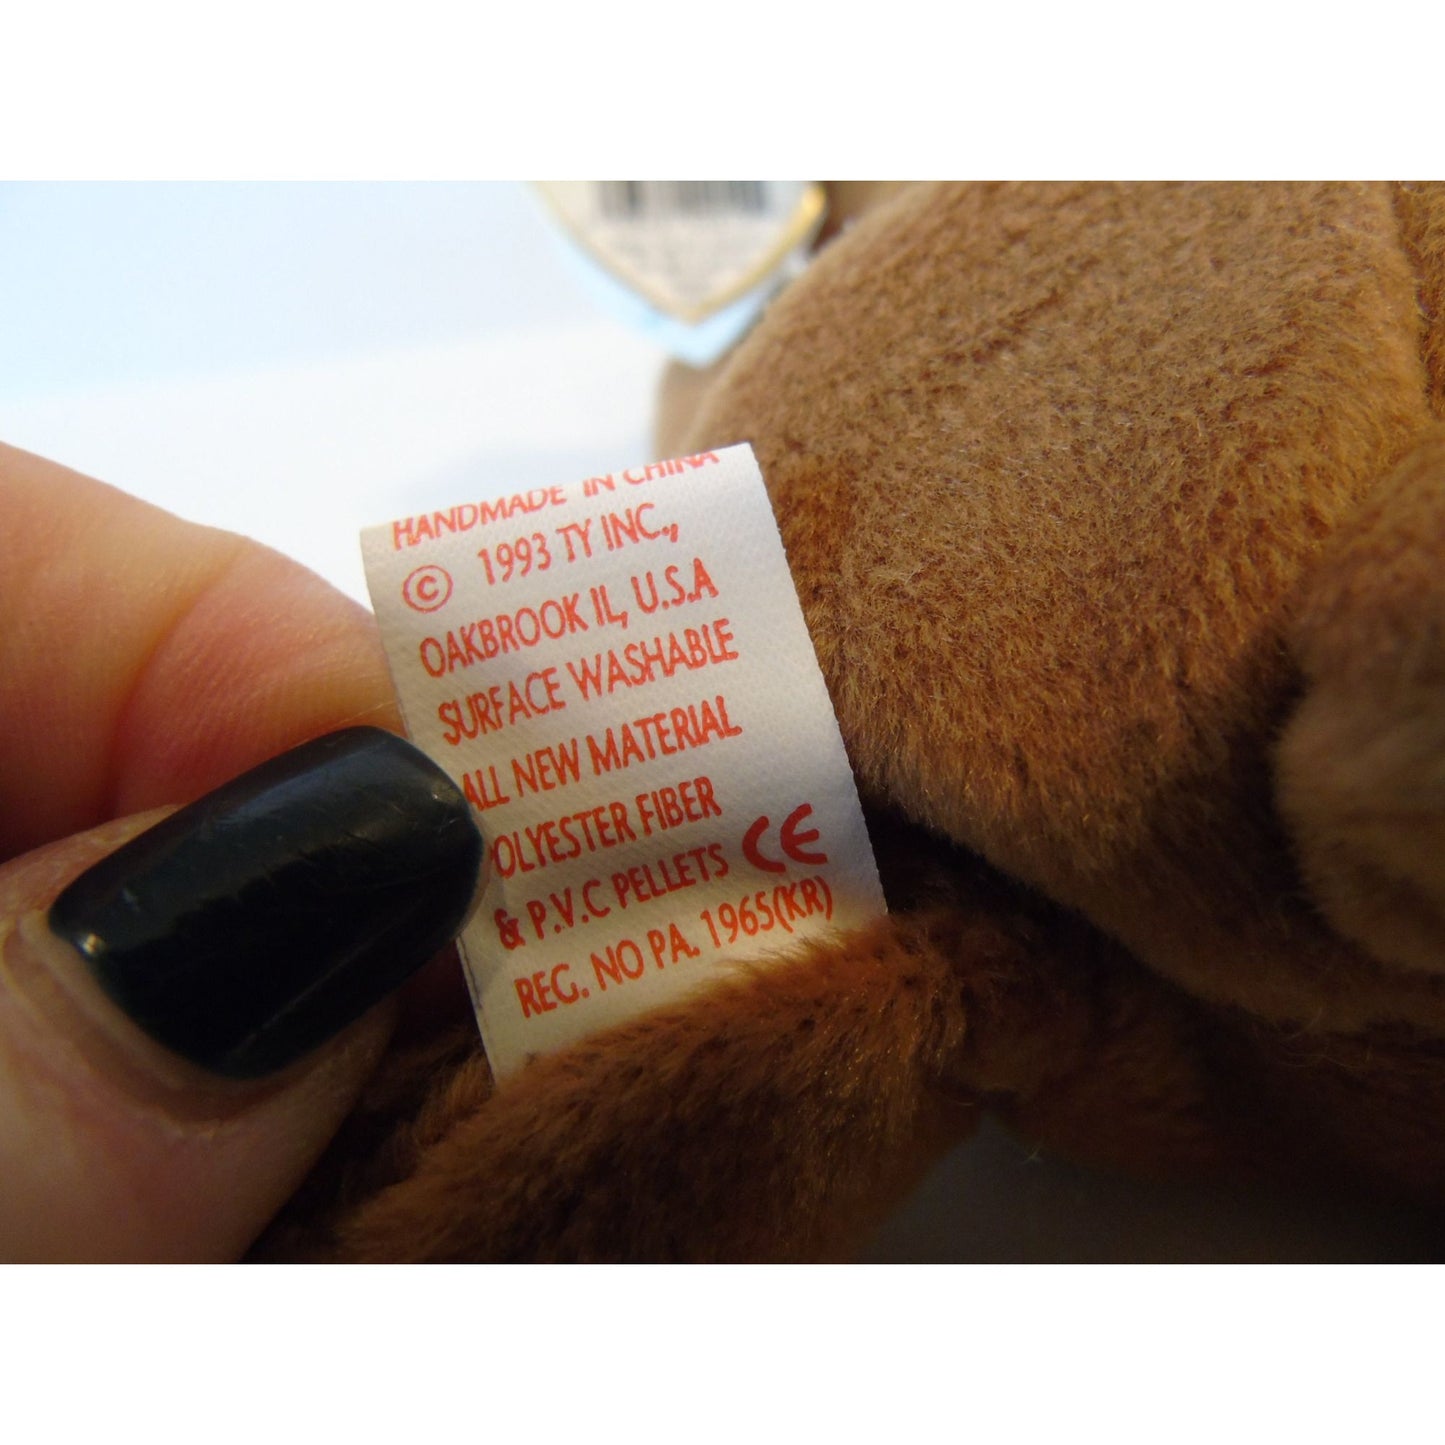 HANDMADE IN CHINA
© 1993 TY INC.,
OAKBROOK IL, U.S.A
SURFACE WASHABLE
ALL NEW MATERIAL
OLYESTER FIBER
& P.V.C PELLETS CE
REG. NO PA. 1965(KR)